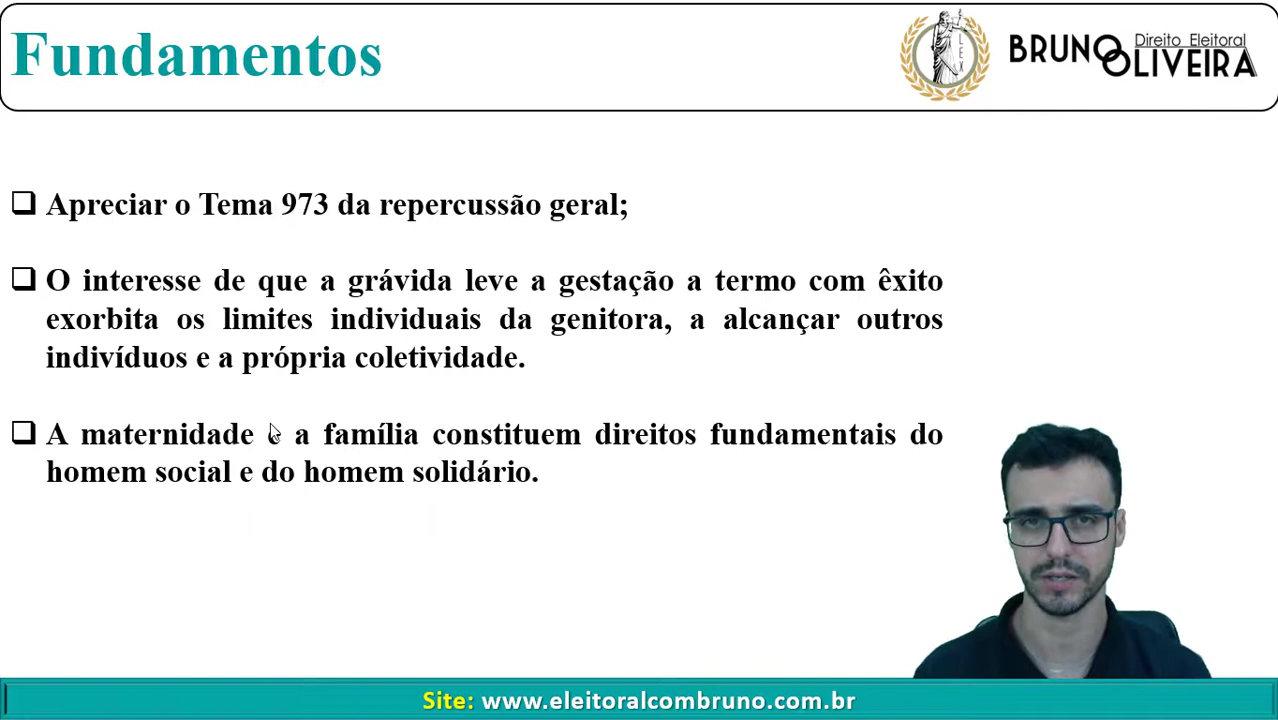 Fundamentos
LEX
BRUNO Direito Eleitoral
OLIVEIRA
❑ Apreciar o Tema 973 da repercussão geral;
❑ O interesse de que a grávida leve a gestação a termo com êxito
exorbita os limites individuais da genitora, a alcançar outros
indivíduos e a própria coletividade.
❑ A maternidade e a família constituem direitos fundamentais do
homem social e do homem solidário.
Site: www.eleitoralcombruno.com.br